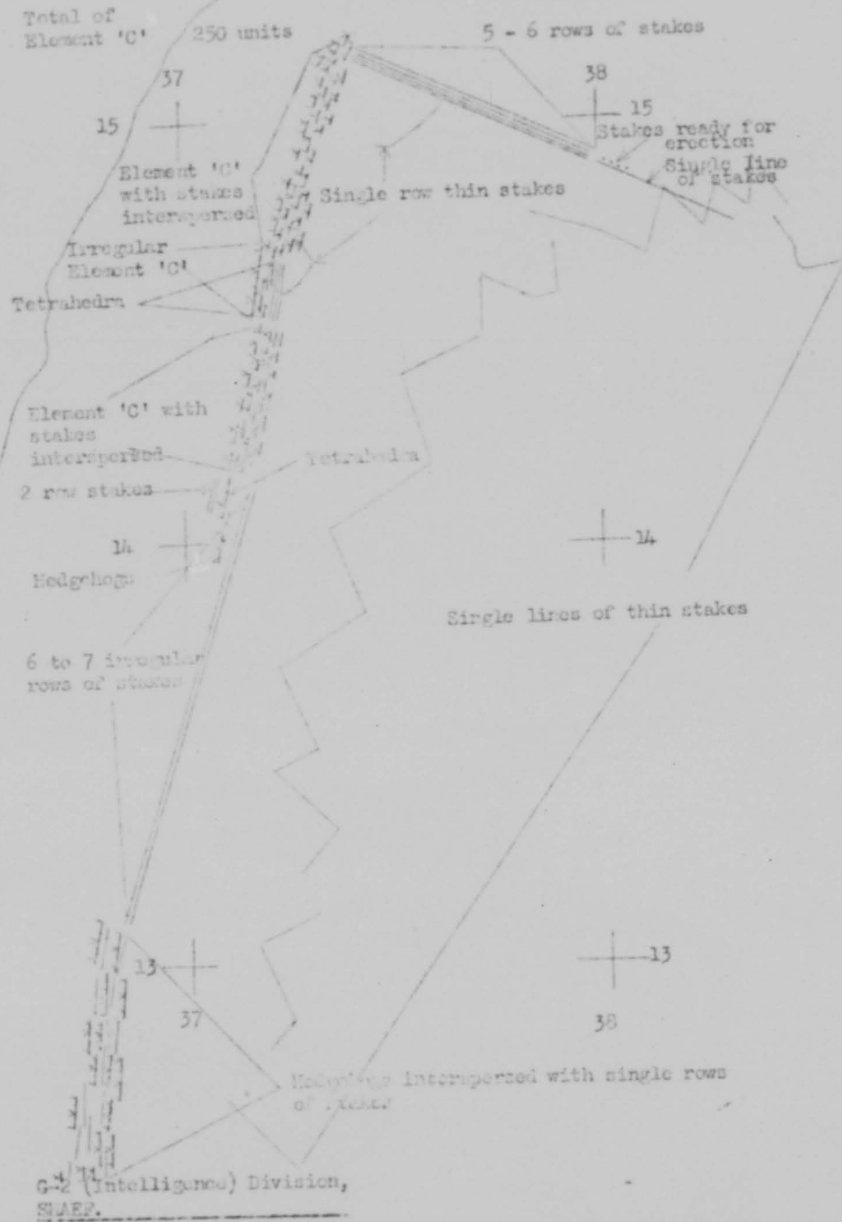 Total of
Element 'C' 250 units
5 - 6 rows of stakes
37
38
15
15
Stakes ready for
erection
Single line
of stakes
Element 'C'
with stakes
interspersed
Single row thin stakes
Irregular
Element 'C'
Tetrahedra
Element 'C' with
stakes
interspersed
Tetrahedra
2 row stakes
14
14
Hedgehogs
Single lines of thin stakes
6 to 7 irregular
rows of stakes
13
13
37
38
Hedgehogs interspersed with single rows
of stakes
G-2 (Intelligence) Division,
SHAEF.